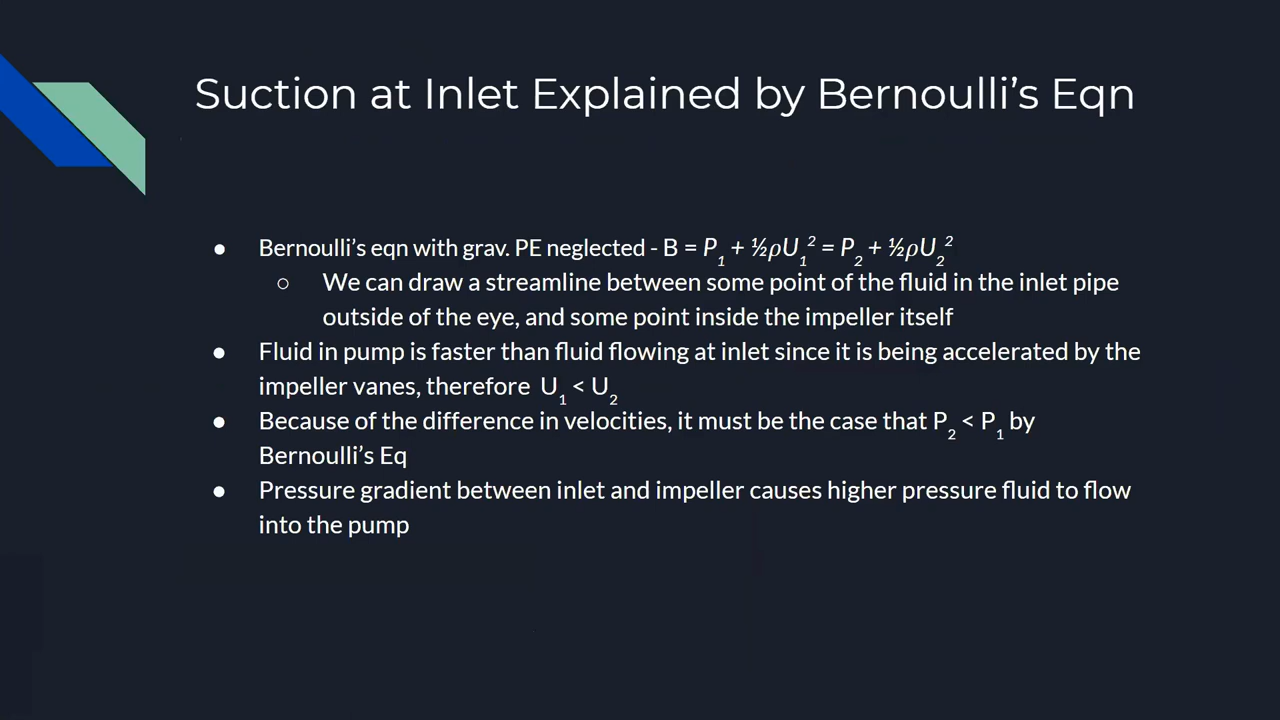 Suction at Inlet Explained by Bernoulli's Eqn
● Bernoulli's eqn with grav. PE neglected - B = P₁ + ½ρU₁² = P₂ + ½ρU₂²
○ We can draw a streamline between some point of the fluid in the inlet pipe
outside of the eye, and some point inside the impeller itself
● Fluid in pump is faster than fluid flowing at inlet since it is being accelerated by the
impeller vanes, therefore U₁ < U₂
● Because of the difference in velocities, it must be the case that P₂ < P₁ by
Bernoulli's Eq
● Pressure gradient between inlet and impeller causes higher pressure fluid to flow
into the pump